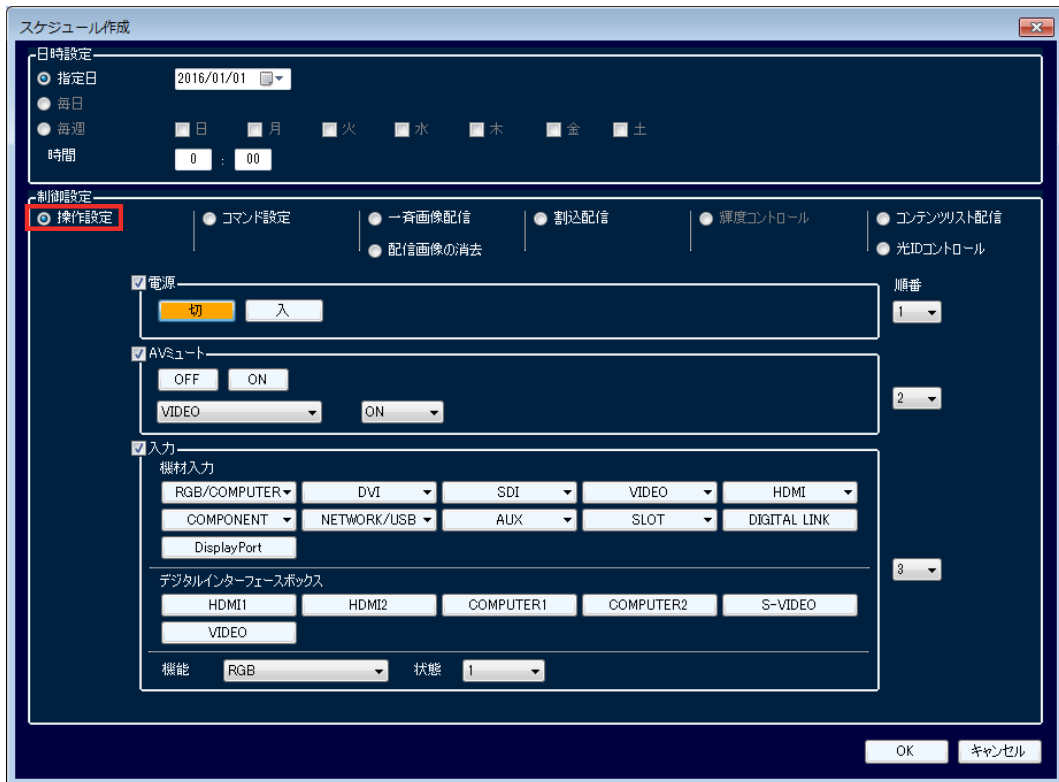 スケジュール作成
日時設定
指定日 2016/01/01
毎日
毎週 日 月 火 水 木 金 土
時間 0 : 00
制御設定
操作設定 コマンド設定 一斉画像配信 割込配信 輝度コントロール コンテンツリスト配信
配信画像の消去 光IDコントロール
電源 順番
切 入 1
AVミュート
OFF ON
VIDEO ON 2
入力
機材入力
RGB/COMPUTER DVI SDI VIDEO HDMI
COMPONENT NETWORK/USB AUX SLOT DIGITAL LINK
DisplayPort
3
デジタルインターフェースボックス
HDMI1 HDMI2 COMPUTER1 COMPUTER2 S-VIDEO
VIDEO
機能 RGB 状態 1
OK キャンセル